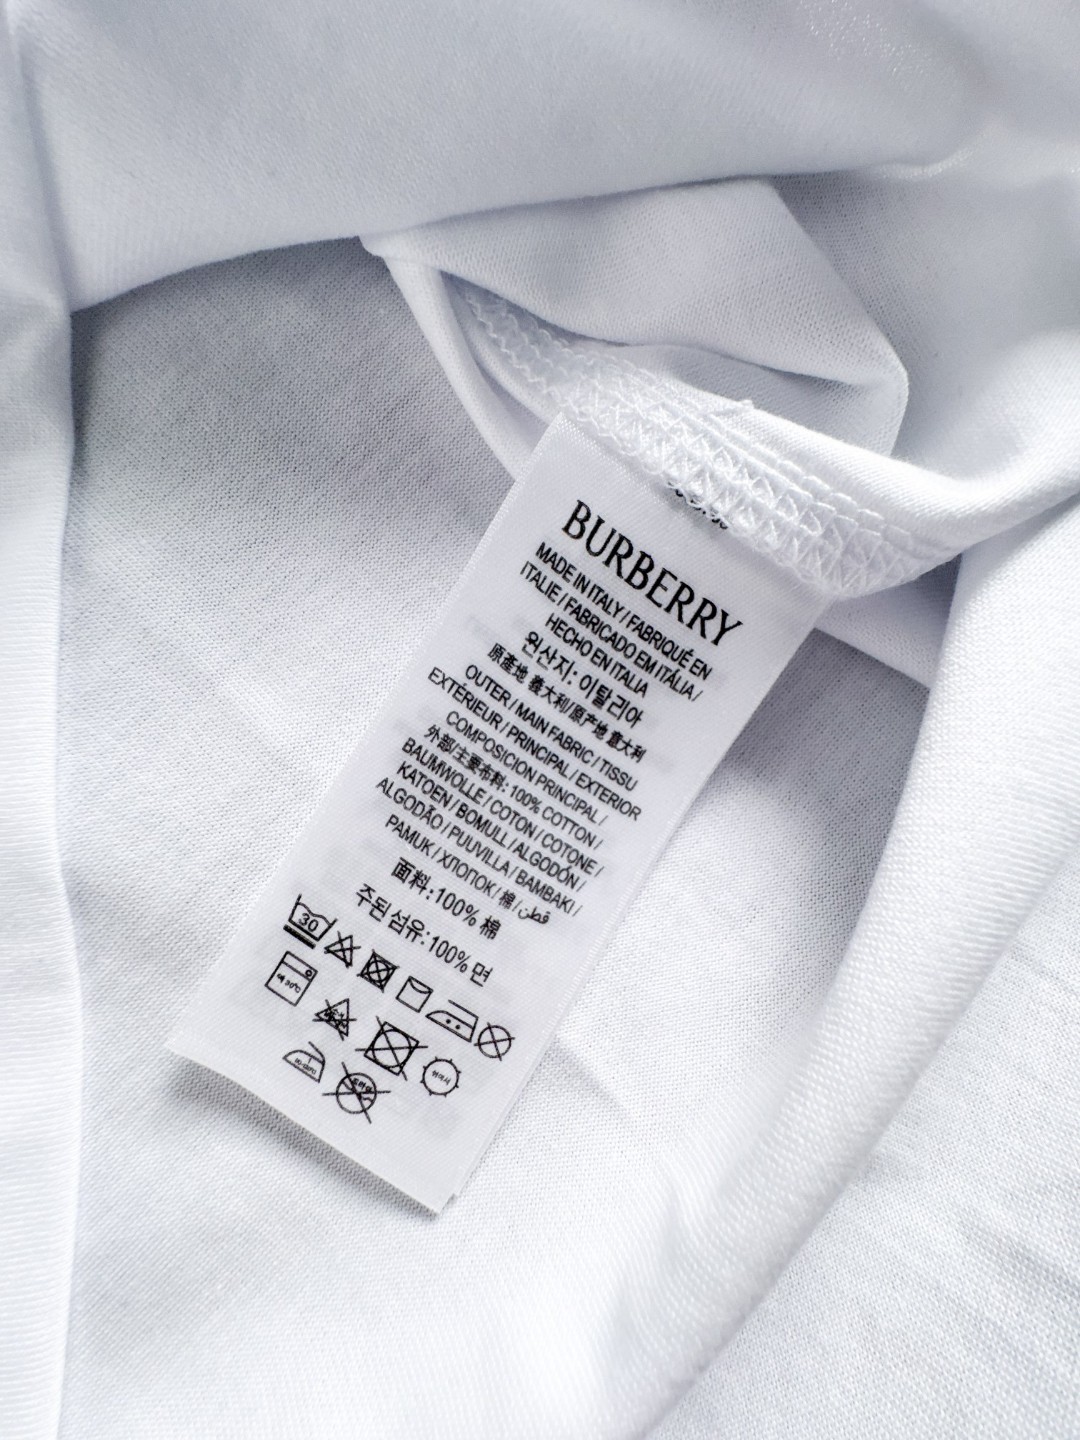 BURBERRY
MADE IN ITALY / FABRIQUÉ EN
ITALIE / FABRICADO EM ITÁLIA /
HECHO EN ITALIA
원산지: 이탈리아
原產地 義大利/原产地 意大利
OUTER / MAIN FABRIC / TISSU
EXTÉRIEUR / PRINCIPAL / EXTERIOR
COMPOSICION PRINCIPAL /
外部/主要布料: 100% COTTON /
BAUMWOLLE / COTON / COTONE /
KATOEN / BOMULL / ALGODÓN /
ALGODÃO / PUUVILLA / BAMBAKI /
PAMUK / ХЛОПОК / 棉 / قطن
面料:100% 棉
주된섬유:100% 면
30